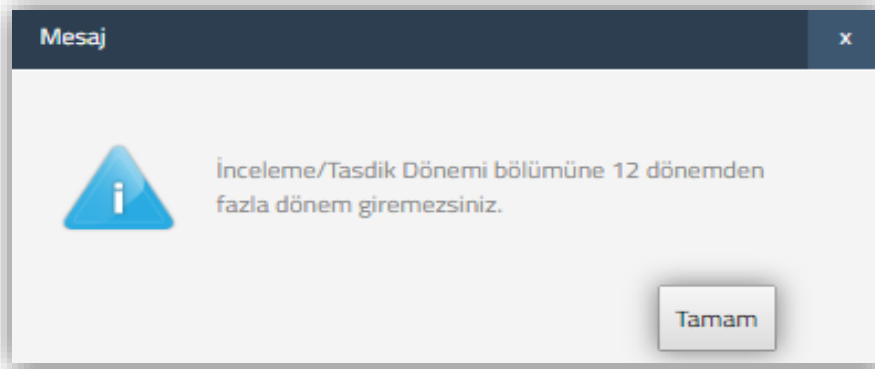 Mesaj
x
İnceleme/Tasdik Dönemi bölümüne 12 dönemden
fazla dönem giremezsiniz.
Tamam